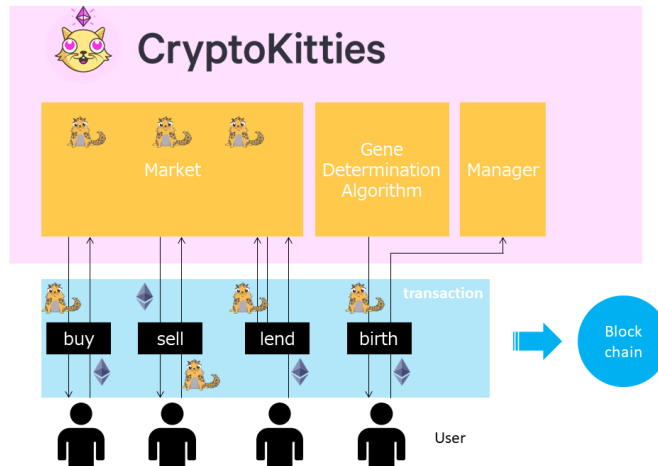 CryptoKitties
Market
Gene
Determination
Algorithm
Manager
transaction
buy
sell
lend
birth
Block
chain
User